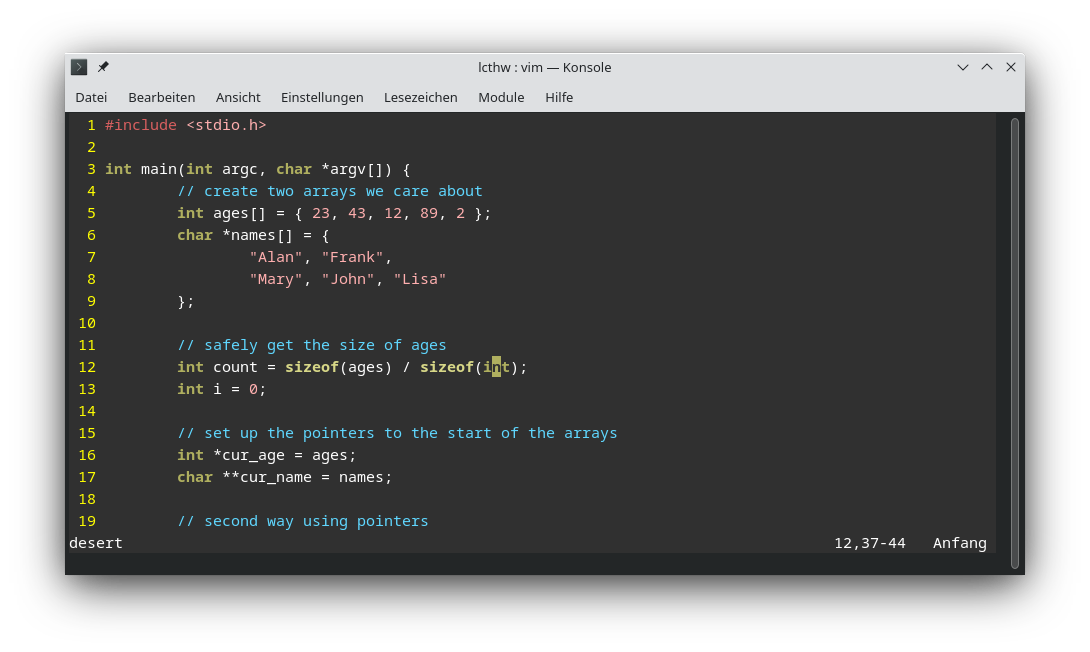 lcthw : vim — Konsole
Datei Bearbeiten Ansicht Einstellungen Lesezeichen Module Hilfe
1 #include <stdio.h>
2
3 int main(int argc, char *argv[]) {
4         // create two arrays we care about
5         int ages[] = { 23, 43, 12, 89, 2 };
6         char *names[] = {
7                 "Alan", "Frank",
8                 "Mary", "John", "Lisa"
9         };
10
11         // safely get the size of ages
12         int count = sizeof(ages) / sizeof(int);
13         int i = 0;
14
15         // set up the pointers to the start of the arrays
16         int *cur_age = ages;
17         char **cur_name = names;
18
19         // second way using pointers
desert 12,37-44 Anfang